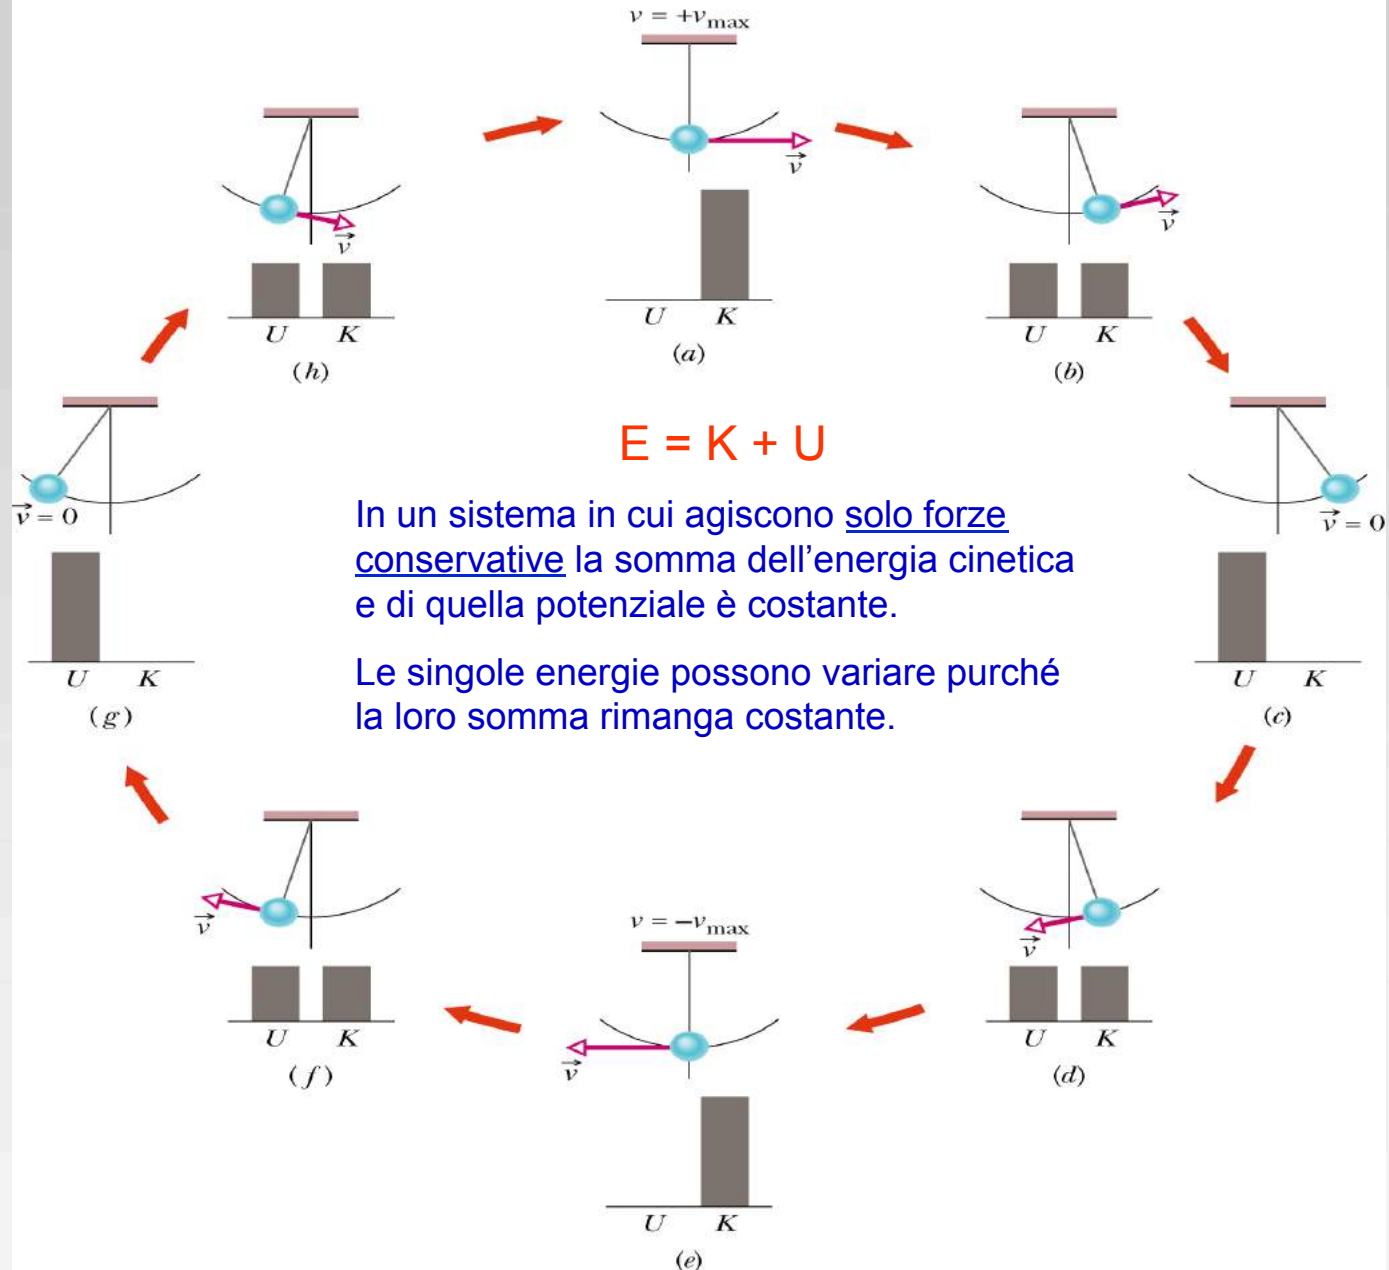 v = +vmax
v⃗
U K
(a)
v⃗
U K
(h)
v⃗
U K
(b)
E = K + U
v⃗ = 0
U K
(g)
In un sistema in cui agiscono solo forze
conservative la somma dell’energia cinetica
e di quella potenziale è costante.
Le singole energie possono variare purché
la loro somma rimanga costante.
v⃗ = 0
U K
(c)
v⃗
U K
(f)
v = −vmax
v⃗
U K
(e)
v⃗
U K
(d)